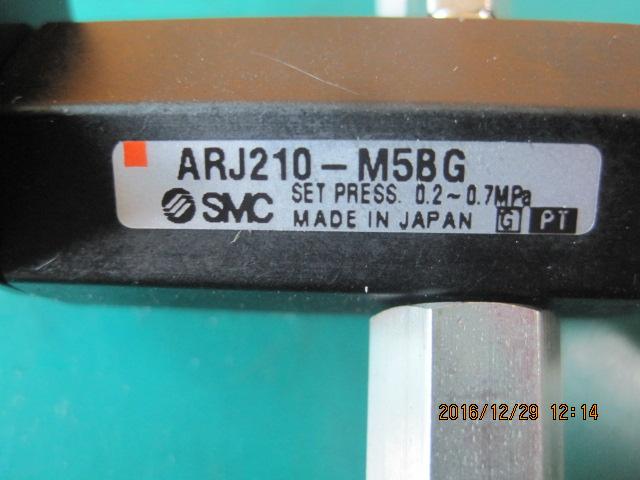 ARJ210-M5BG
SMC
SET PRESS. 0.2~0.7MPa
MADE IN JAPAN G PT
2016/12/29 12:14